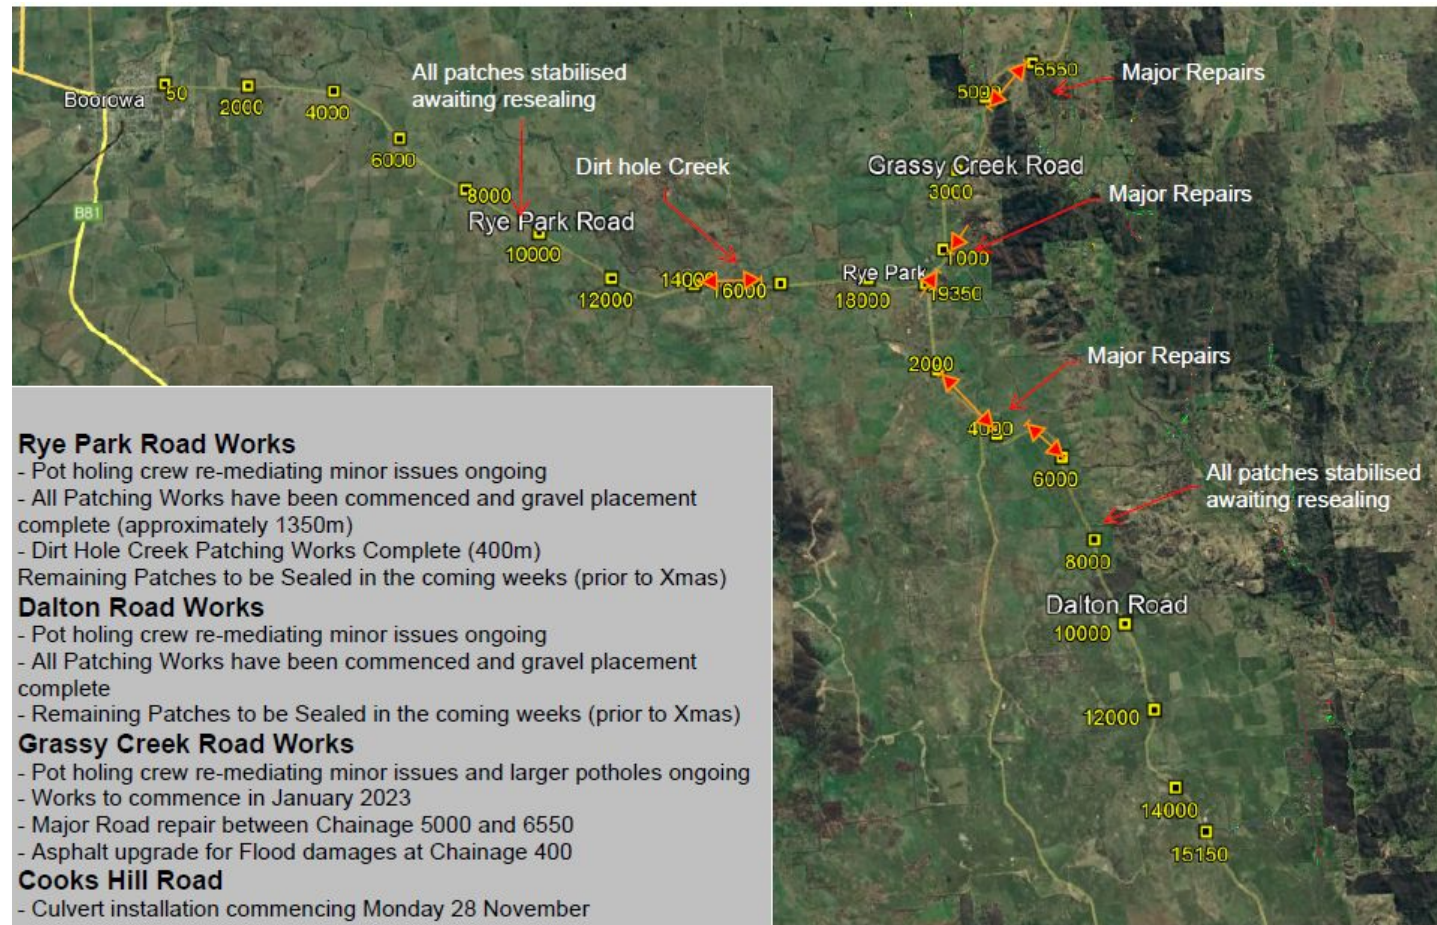 All patches stabilised
awaiting resealing
Major Repairs
6550
5000
Boorowa
50
2000
4000
6000
Dirt hole Creek
Grassy Creek Road
3000
8000
Major Repairs
B81
Rye Park Road
10000
1000
Rye Park
14000
16000
12000
18000
19350
2000
Major Repairs
4000
6000
All patches stabilised
awaiting resealing
8000
Dalton Road
10000
12000
14000
15150
Rye Park Road Works
- Pot holing crew re-mediating minor issues ongoing
- All Patching Works have been commenced and gravel placement
complete (approximately 1350m)
- Dirt Hole Creek Patching Works Complete (400m)
Remaining Patches to be Sealed in the coming weeks (prior to Xmas)
Dalton Road Works
- Pot holing crew re-mediating minor issues ongoing
- All Patching Works have been commenced and gravel placement
complete
- Remaining Patches to be Sealed in the coming weeks (prior to Xmas)
Grassy Creek Road Works
- Pot holing crew re-mediating minor issues and larger potholes ongoing
- Works to commence in January 2023
- Major Road repair between Chainage 5000 and 6550
- Asphalt upgrade for Flood damages at Chainage 400
Cooks Hill Road
- Culvert installation commencing Monday 28 November